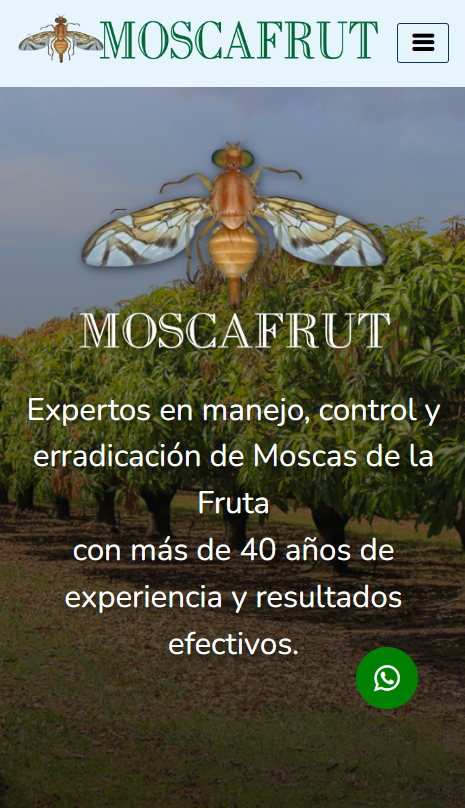 MOSCAFRUT
MOSCAFRUT
Expertos en manejo, control y
erradicación de Moscas de la
Fruta
con más de 40 años de
experiencia y resultados
efectivos.